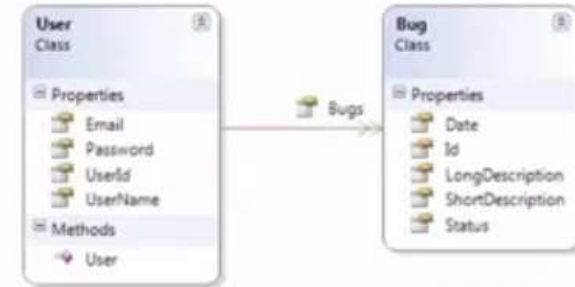 User
Class
Properties
Email
Password
UserId
UserName
Methods
User
Bugs
Bug
Class
Properties
Date
Id
LongDescription
ShortDescription
Status